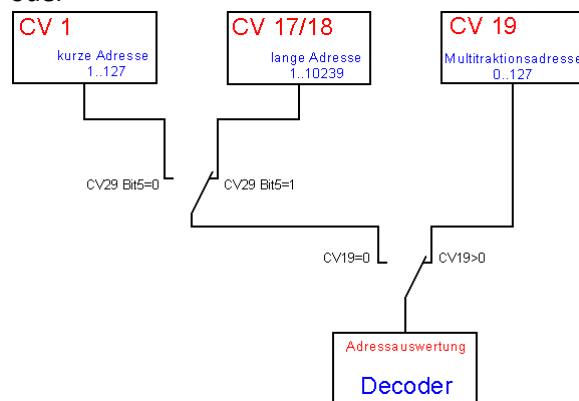 oder
CV 1
kurze Adresse
1..127
CV 17/18
lange Adresse
1..10239
CV 19
Multitraktionsadresse
0..127
CV29 Bit5=0
CV29 Bit5=1
CV19=0
CV19>0
Adressauswertung
Decoder